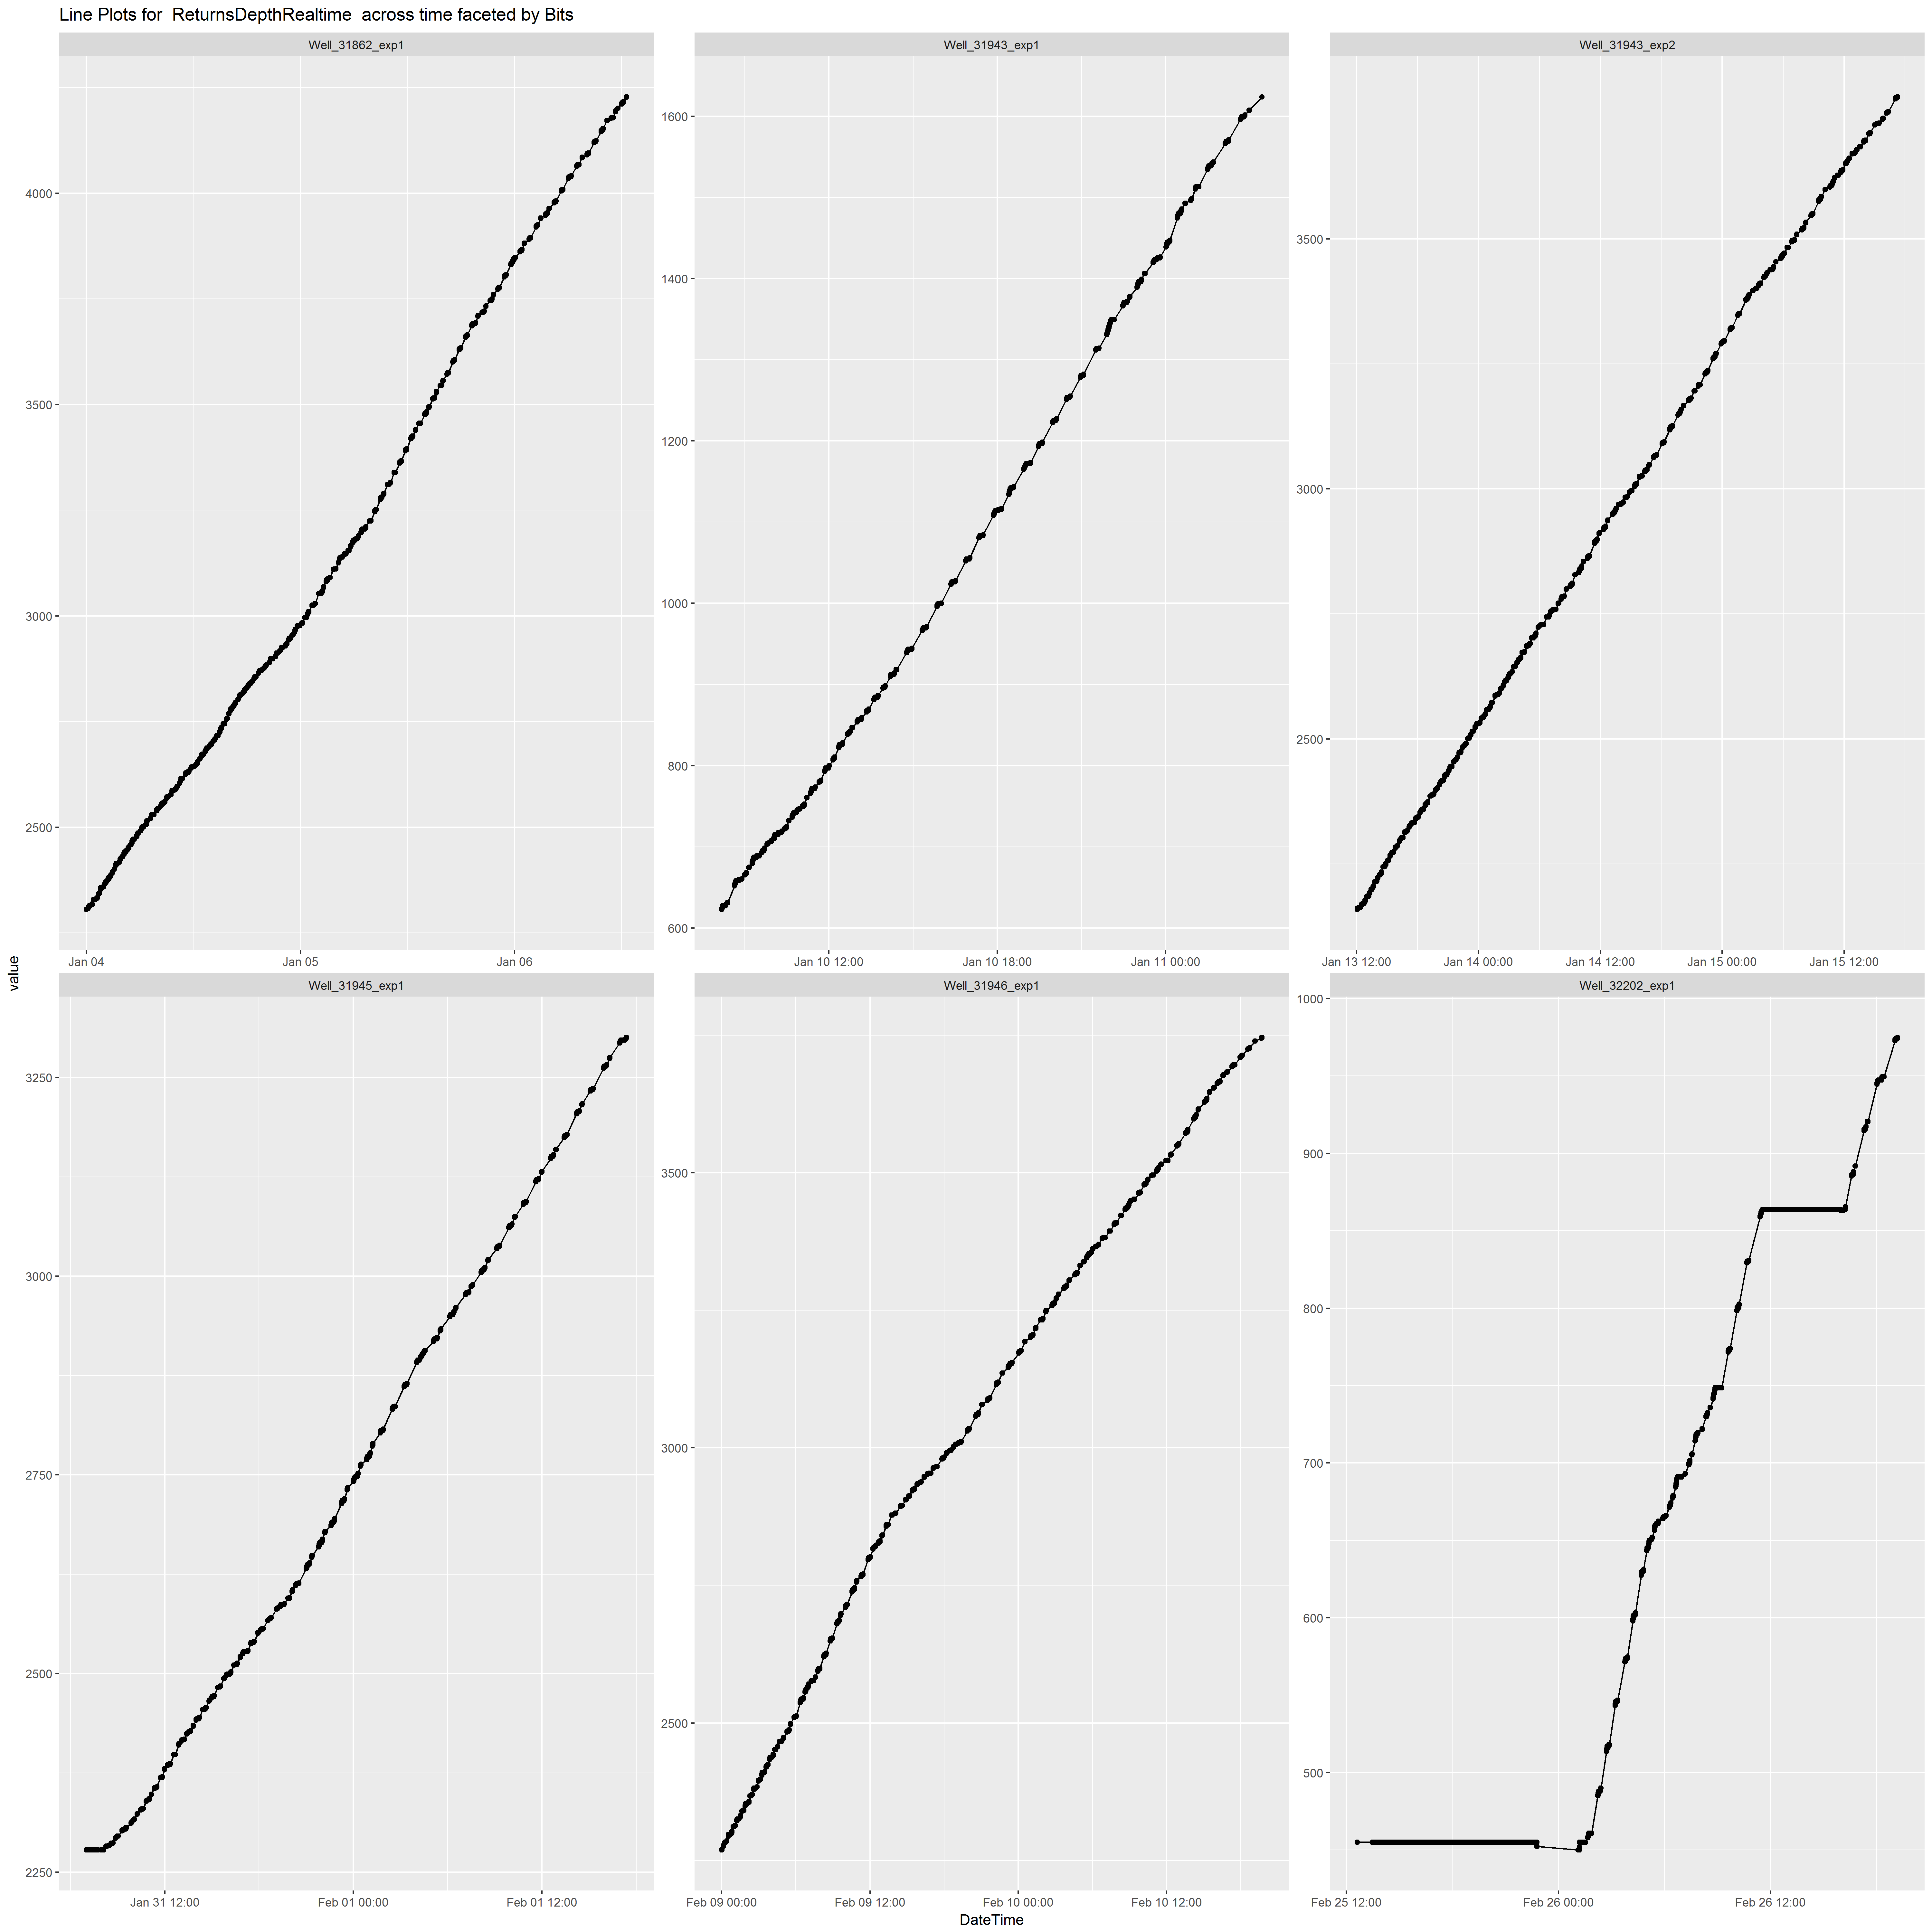 Line Plots for  ReturnsDepthRealtime  across time faceted by Bits
Well_31862_exp1
4000
3500
3000
2500
Jan 04 Jan 05 Jan 06
Well_31943_exp1
1600
1400
1200
1000
800
600
Jan 10 12:00 Jan 10 18:00 Jan 11 00:00
Well_31943_exp2
3500
3000
2500
Jan 13 12:00 Jan 14 00:00 Jan 14 12:00 Jan 15 00:00 Jan 15 12:00
value
Well_31945_exp1
3250
3000
2750
2500
2250
Jan 31 12:00 Feb 01 00:00 Feb 01 12:00
Well_31946_exp1
3500
3000
2500
Feb 09 00:00 Feb 09 12:00 Feb 10 00:00 Feb 10 12:00
Well_32202_exp1
1000
900
800
700
600
500
Feb 25 12:00 Feb 26 00:00 Feb 26 12:00
DateTime